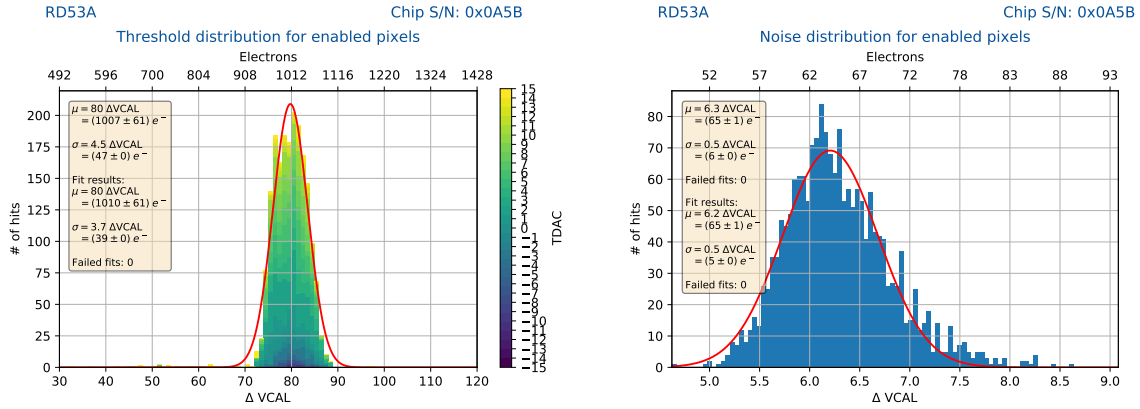 RD53A Chip S/N: 0x0A5B
Threshold distribution for enabled pixels
Electrons
492 596 700 804 908 1012 1116 1220 1324 1428
μ = 80 ΔVCAL
= (1007 ± 61) e⁻
σ = 4.5 ΔVCAL
= (47 ± 0) e⁻
Fit results:
μ = 80 ΔVCAL
= (1010 ± 61) e⁻
σ = 3.7 ΔVCAL
= (39 ± 0) e⁻
Failed fits: 0
# of hits
200
175
150
125
100
75
50
25
0
30 40 50 60 70 80 90 100 110 120
Δ VCAL
15
14
13
12
11
10
9
8
7
6
5
4
3
2
1
0
−1
−2
−3
−4
−5
−6
−7
−8
−9
−10
−11
−12
−13
−14
−15
TDAC
RD53A Chip S/N: 0x0A5B
Noise distribution for enabled pixels
Electrons
52 57 62 67 72 78 83 88 93
μ = 6.3 ΔVCAL
= (65 ± 1) e⁻
σ = 0.5 ΔVCAL
= (6 ± 0) e⁻
Failed fits: 0
Fit results:
μ = 6.2 ΔVCAL
= (65 ± 1) e⁻
σ = 0.5 ΔVCAL
= (5 ± 0) e⁻
Failed fits: 0
# of hits
80
70
60
50
40
30
20
10
0
5.0 5.5 6.0 6.5 7.0 7.5 8.0 8.5 9.0
Δ VCAL